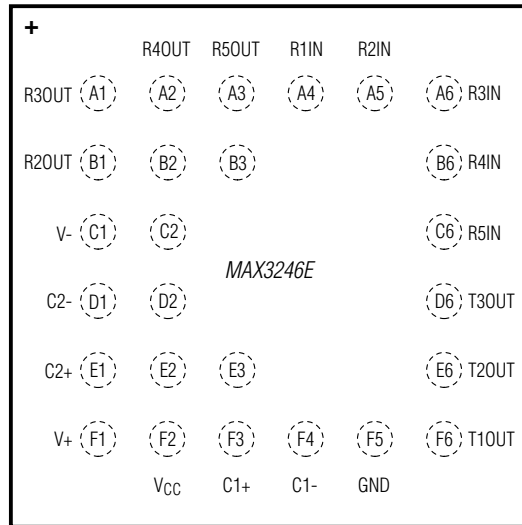 +
R4OUT R5OUT R1IN R2IN
R3OUT A1 A2 A3 A4 A5 A6 R3IN
R2OUT B1 B2 B3 B6 R4IN
V- C1 C2 C6 R5IN
MAX3246E
C2- D1 D2 D6 T3OUT
C2+ E1 E2 E3 E6 T2OUT
V+ F1 F2 F3 F4 F5 F6 T1OUT
VCC C1+ C1- GND